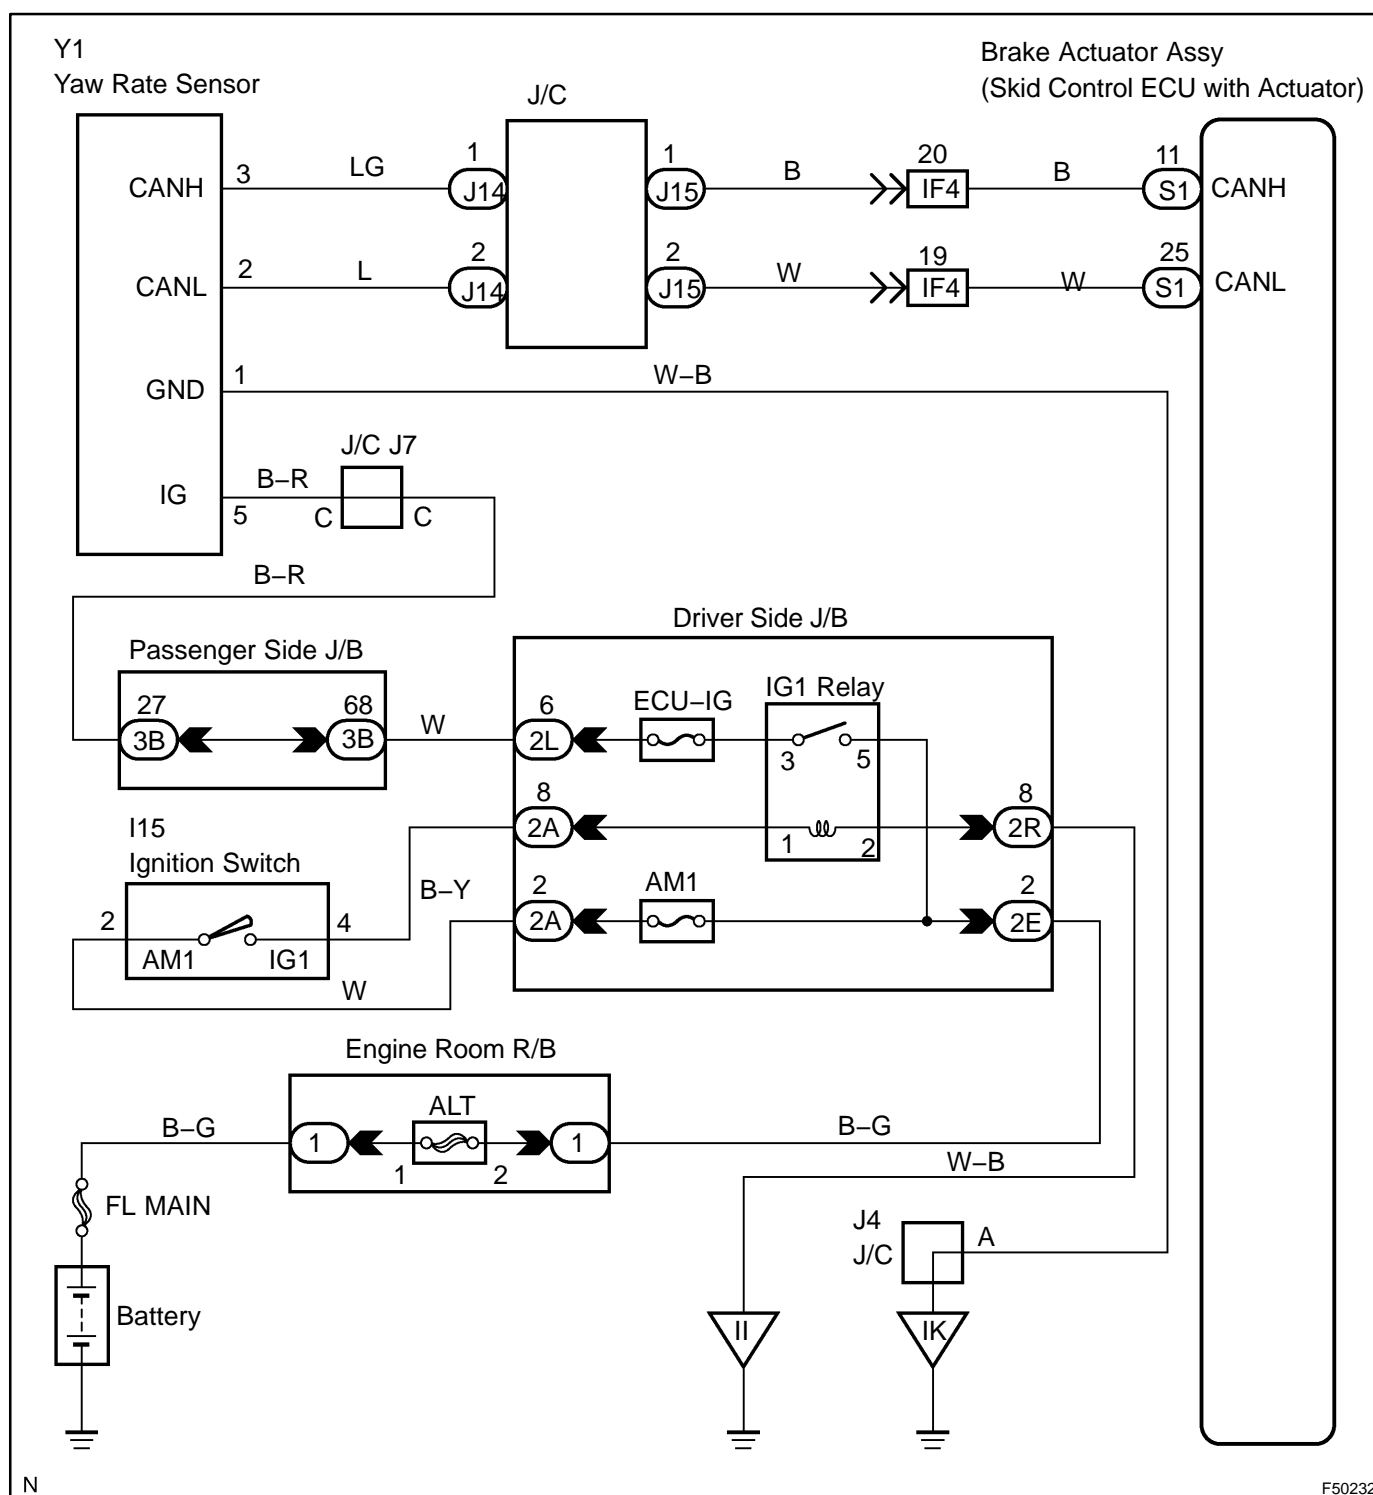 Y1
Yaw Rate Sensor
Brake Actuator Assy
(Skid Control ECU with Actuator)
J/C
CANH 3 LG 1 J14 1 J15 B 20 IF4 B 11 S1 CANH
CANL 2 L 2 J14 2 J15 W 19 IF4 W 25 S1 CANL
GND 1 W–B
J/C J7
IG 5 B–R C C
B–R
Driver Side J/B
Passenger Side J/B
27 3B 68 3B W 6 2L ECU–IG IG1 Relay 3 5
8 2A 1 2 8 2R
I15
Ignition Switch
B–Y
2 2A AM1 2 2E
2 AM1 IG1 4
W
Engine Room R/B
B–G 1 ALT 1 2 1 B–G
W–B
FL MAIN
J4
J/C A
Battery
II IK
N
F50232